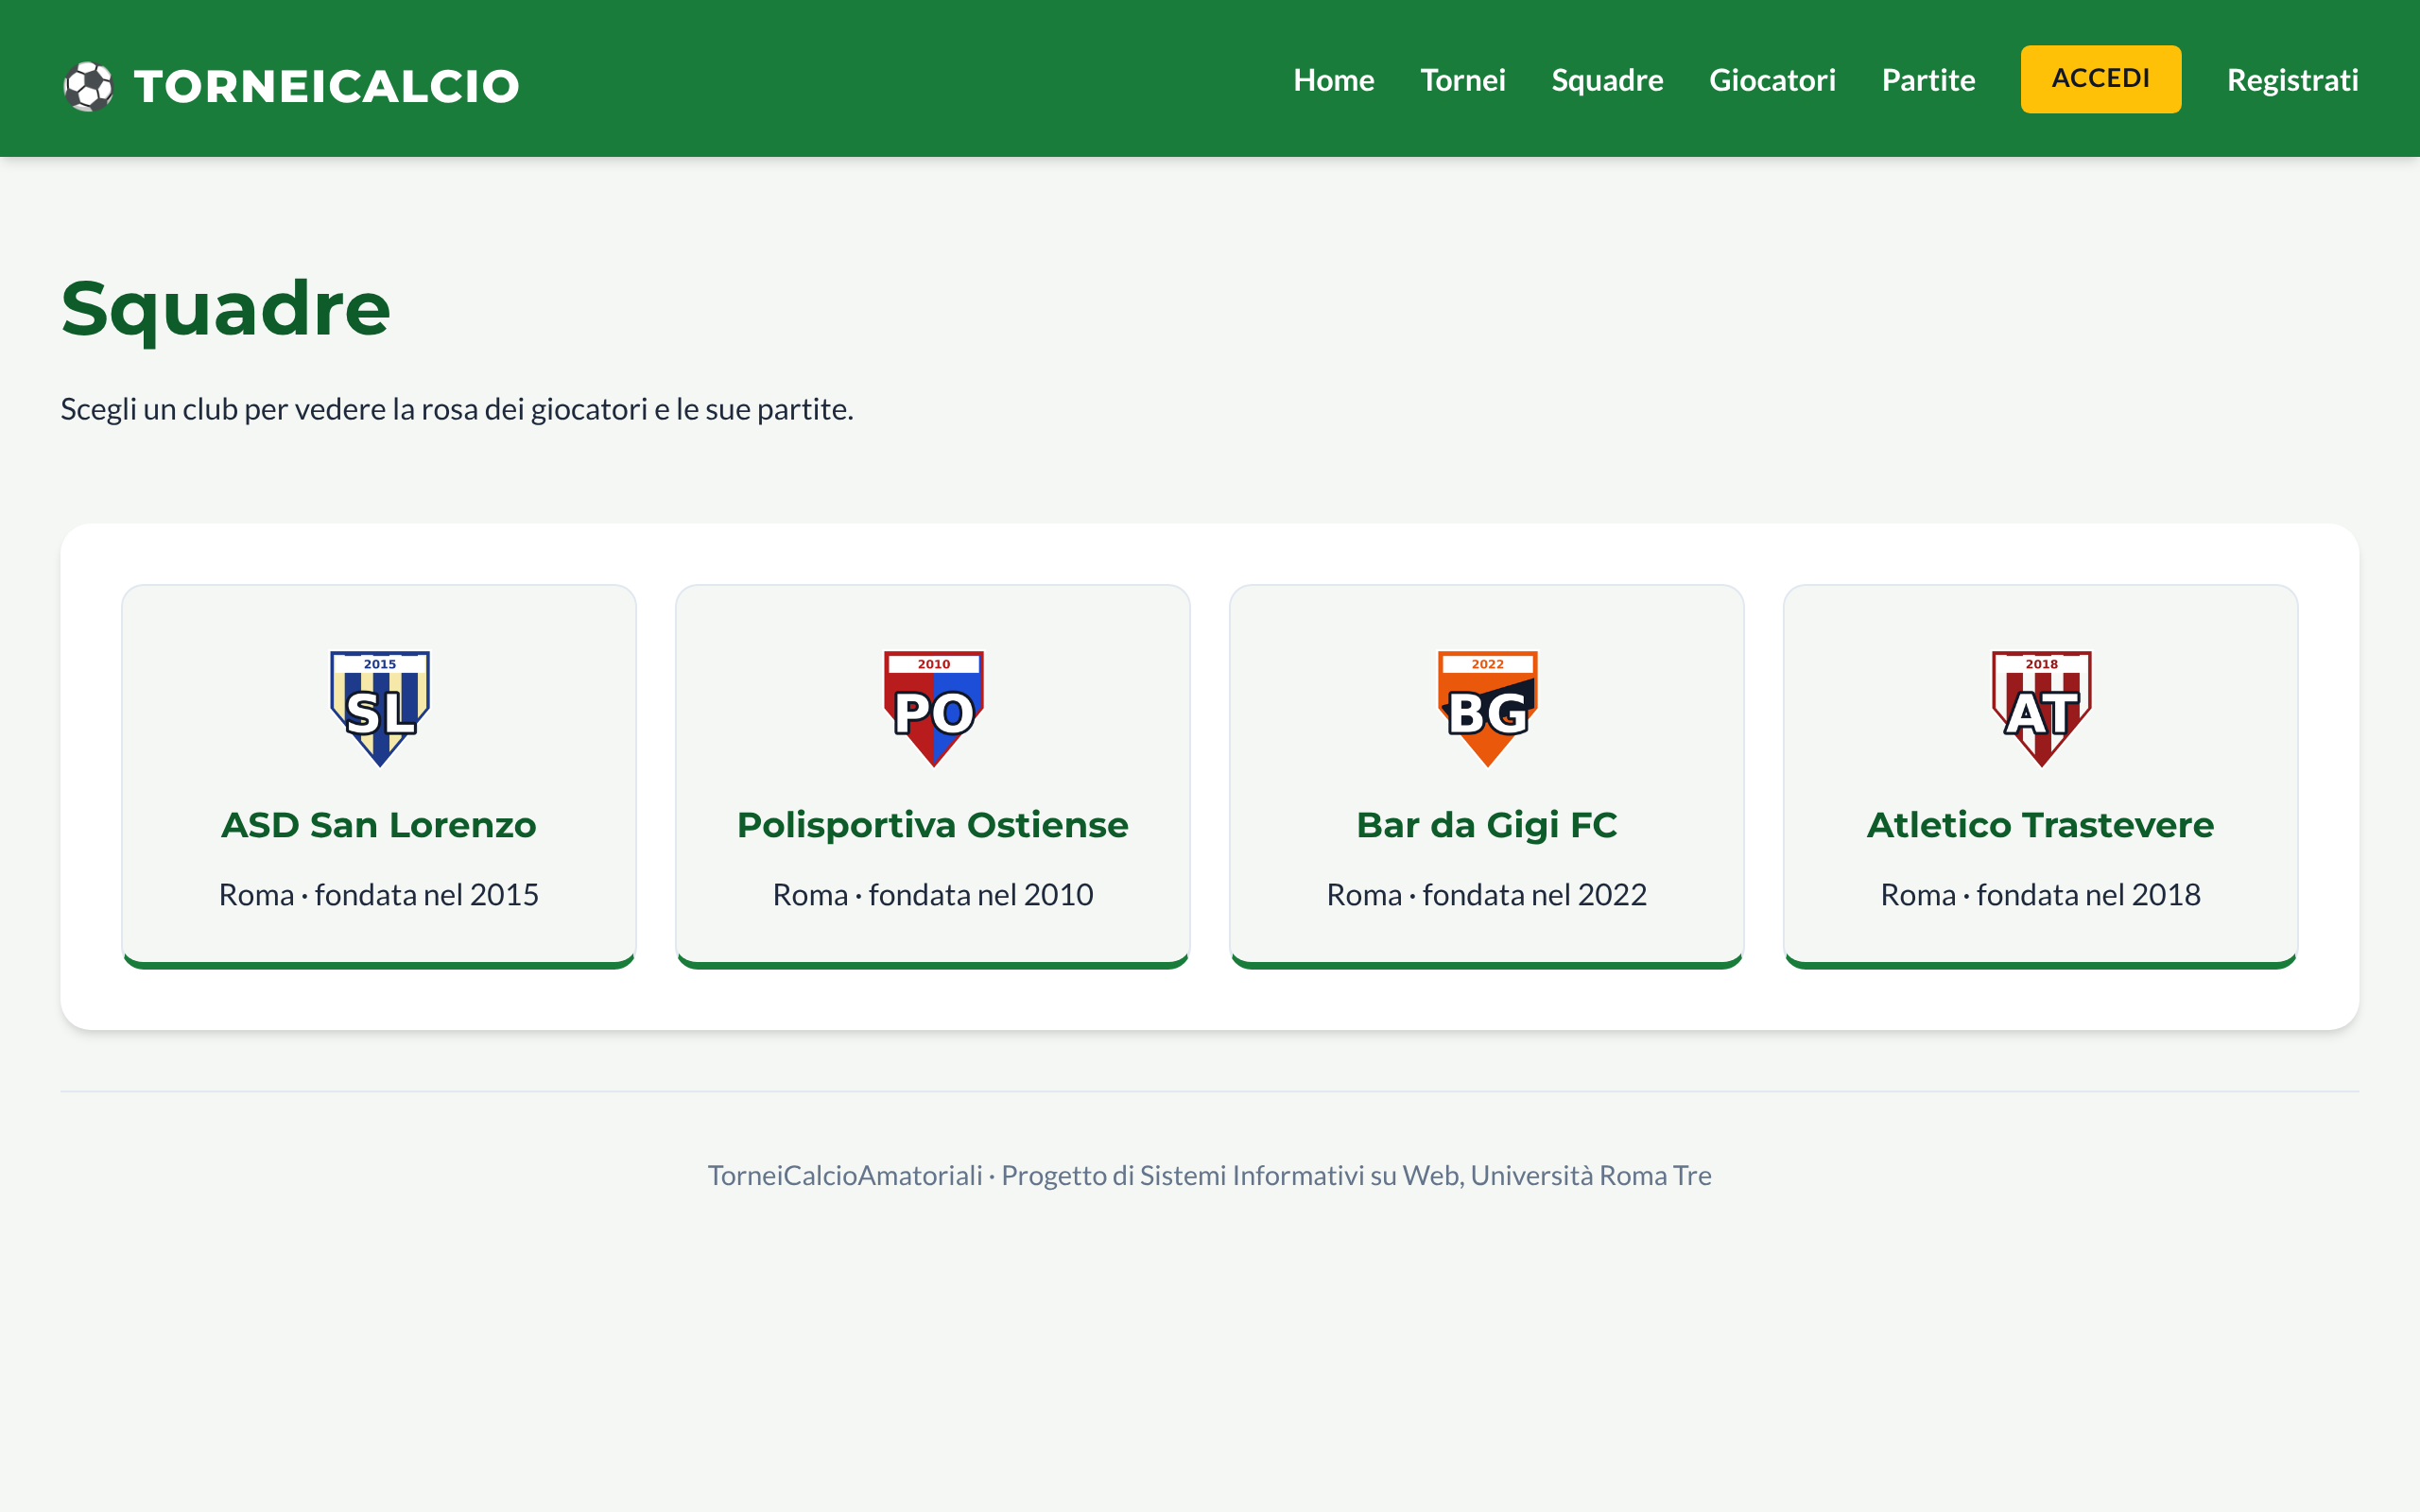 TORNEICALCIO
Home Tornei Squadre Giocatori Partite ACCEDI Registrati
Squadre
Scegli un club per vedere la rosa dei giocatori e le sue partite.
2015 2010 2022 2018
SL PO BG AT
ASD San Lorenzo Polisportiva Ostiense Bar da Gigi FC Atletico Trastevere
Roma · fondata nel 2015 Roma · fondata nel 2010 Roma · fondata nel 2022 Roma · fondata nel 2018
TorneiCalcioAmatoriali · Progetto di Sistemi Informativi su Web, Università Roma Tre